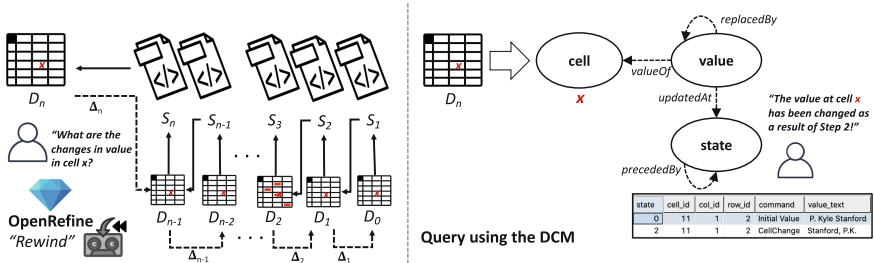 x
Dn
Δn
Sn
Sn-1
S3
S2
S1
“What are the
changes in value
in cell x?
. . .
x
x
x
x
x
Dn-1
Dn-2
D2
D1
D0
OpenRefine
“Rewind”
. . .
Δn-1
Δ2
Δ1
x
Dn
cell
x
replacedBy
value
valueOf
updatedAt
state
precededBy
“The value at cell x
has been changed as
a result of Step 2!”
Query using the DCM
state cell_id col_id row_id command value_text
0 11 1 2 Initial Value P. Kyle Stanford
2 11 1 2 CellChange Stanford, P.K.